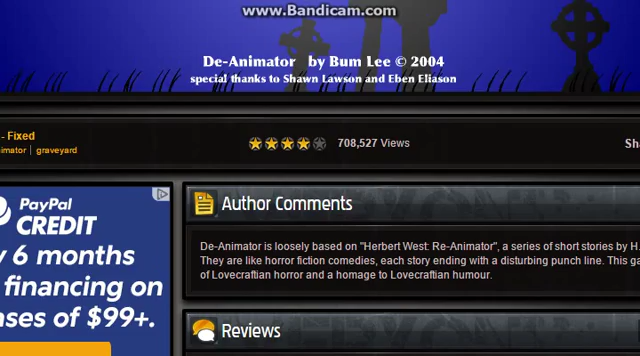 www.Bandicam.com
De-Animator by Bum Lee © 2004
special thanks to Shawn Lawson and Eben Eliason
- Fixed
imator | graveyard
708,527 Views
Sh
PayPal
CREDIT
6 months
financing on
ses of $99+.
Author Comments
De-Animator is loosely based on "Herbert West: Re-Animator", a series of short stories by H.
They are like horror fiction comedies, each story ending with a disturbing punch line. This ga
of Lovecraftian horror and a homage to Lovecraftian humour.
Reviews